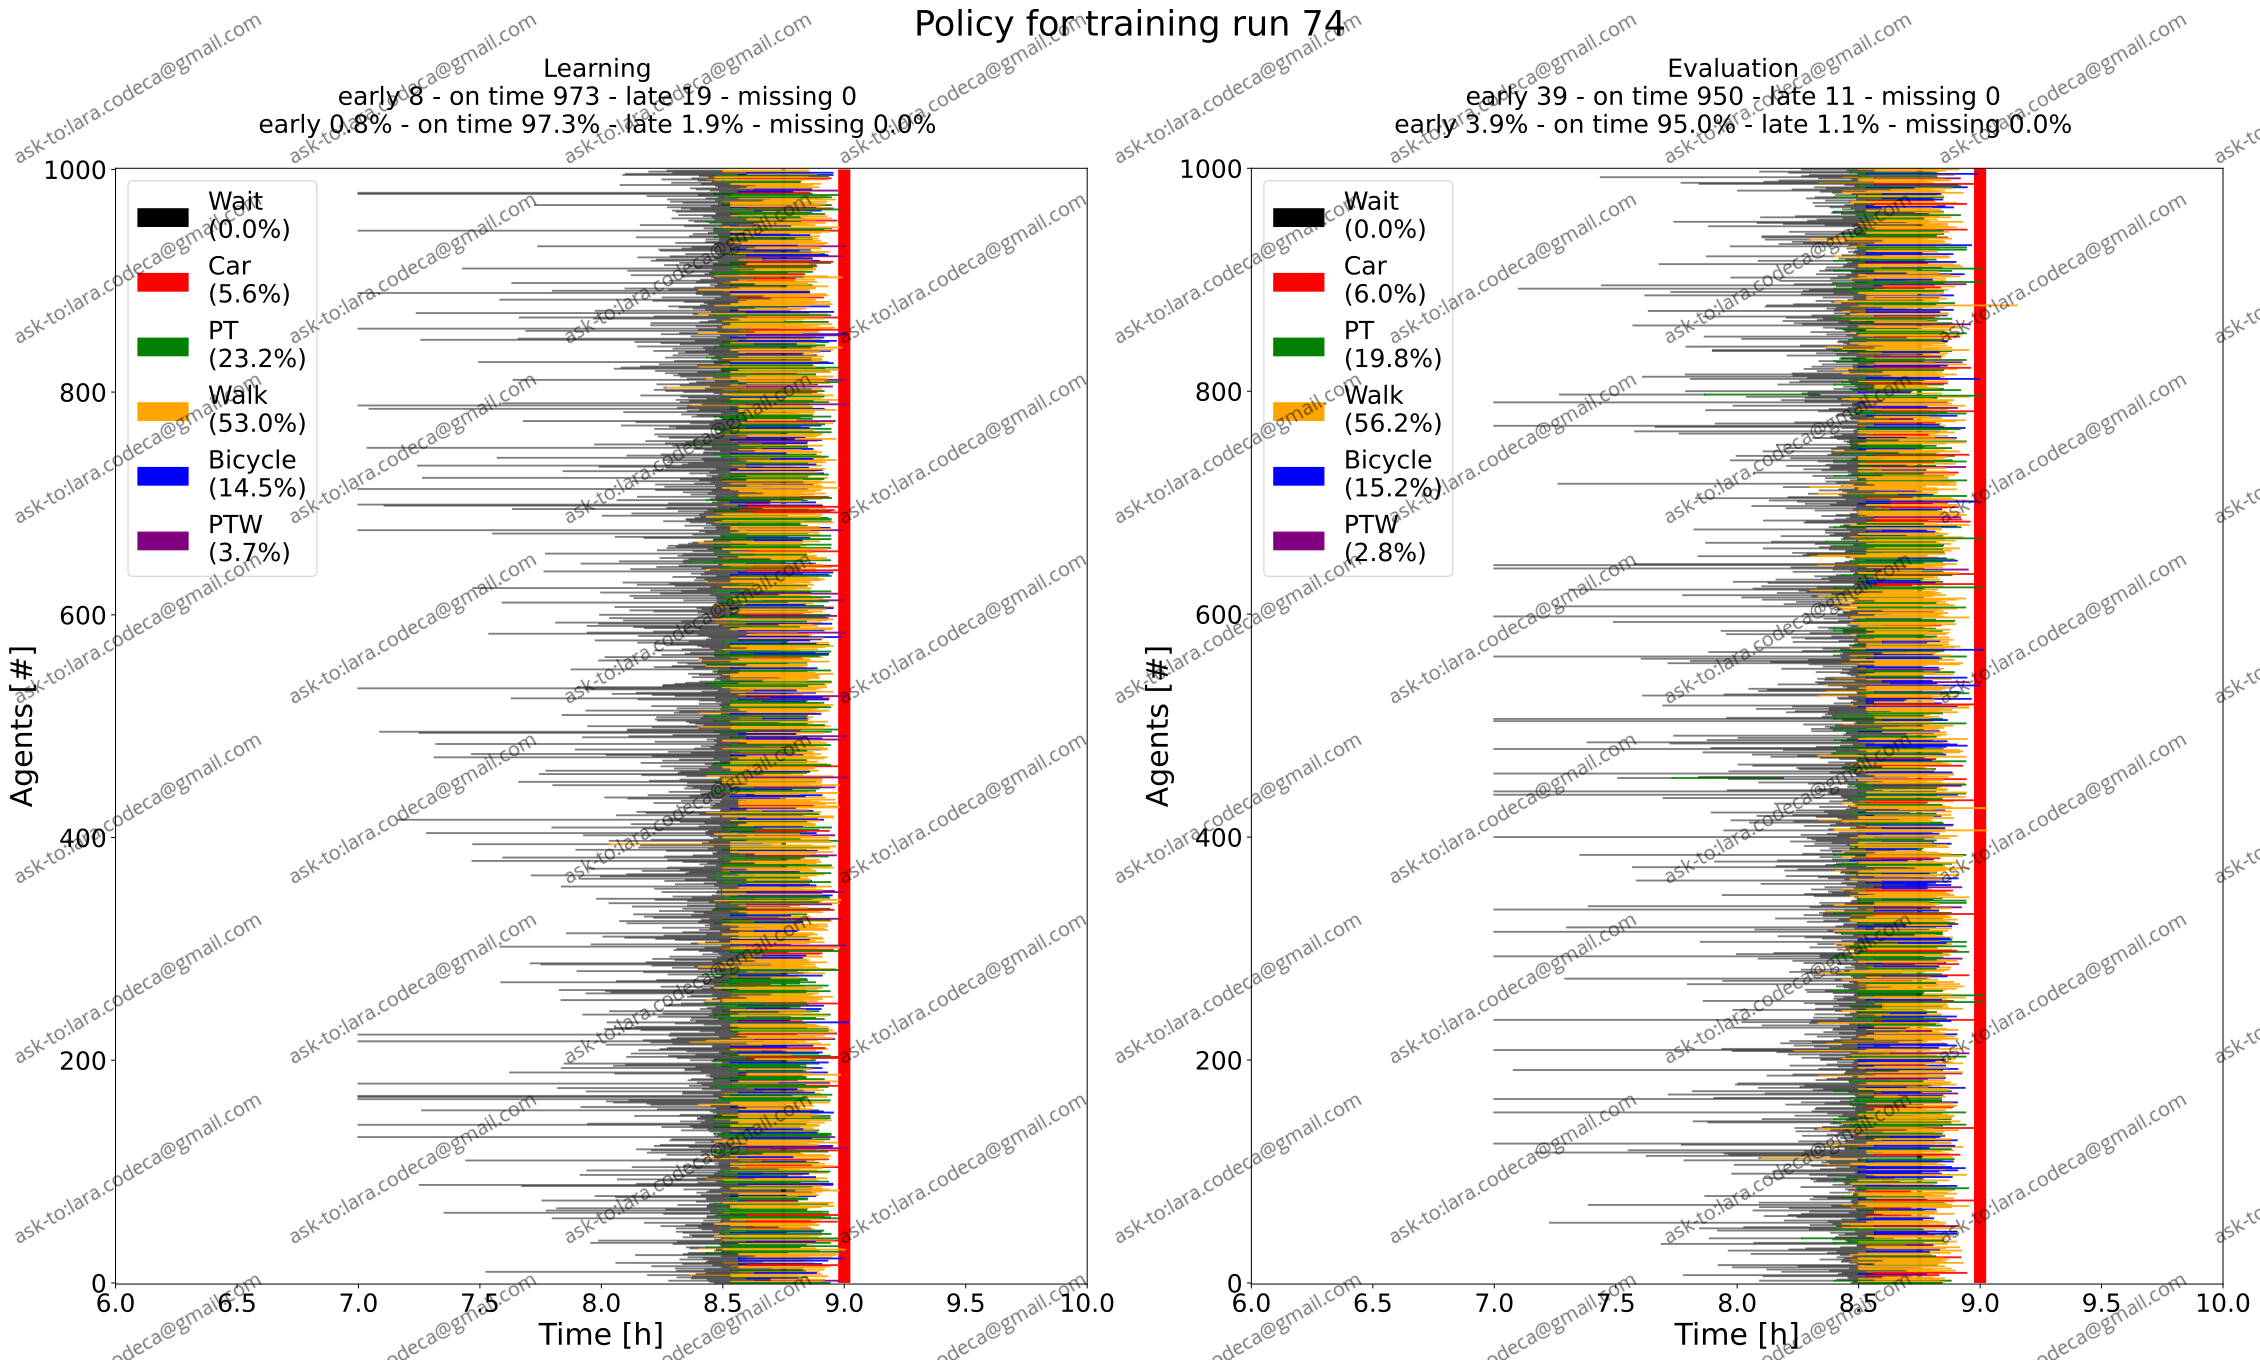 Policy for training run 74
Learning
early 8 - on time 973 - late 19 - missing 0
early 0.8% - on time 97.3% - late 1.9% - missing 0.0%
Agents [#]
1000
800
600
400
200
0
Wait
(0.0%)
Car
(5.6%)
PT
(23.2%)
Walk
(53.0%)
Bicycle
(14.5%)
PTW
(3.7%)
6.0 6.5 7.0 7.5 8.0 8.5 9.0 9.5 10.0
Time [h]
Evaluation
early 39 - on time 950 - late 11 - missing 0
early 3.9% - on time 95.0% - late 1.1% - missing 0.0%
Agents [#]
1000
800
600
400
200
0
Wait
(0.0%)
Car
(6.0%)
PT
(19.8%)
Walk
(56.2%)
Bicycle
(15.2%)
PTW
(2.8%)
6.0 6.5 7.0 7.5 8.0 8.5 9.0 9.5 10.0
Time [h]
ask-to:lara.codeca@gmail.com